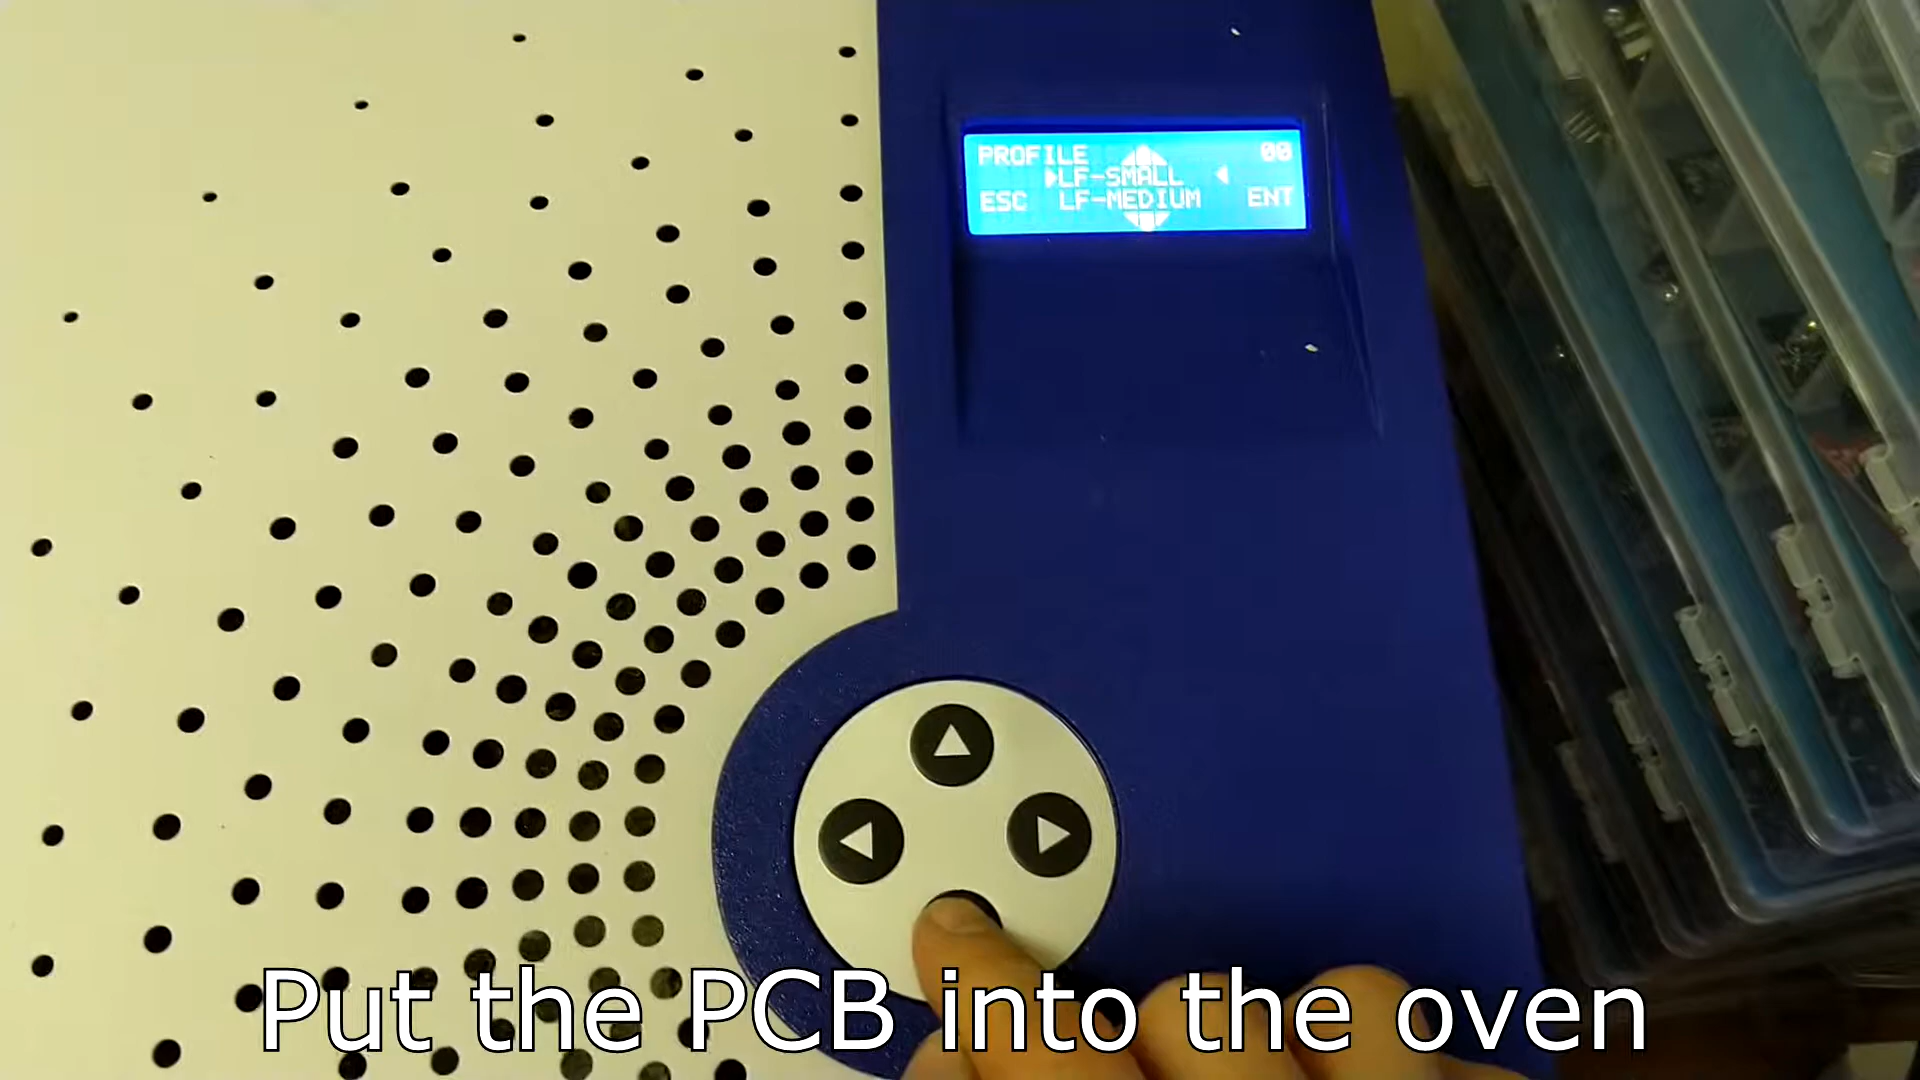 PROFILE 00
LF-SMALL
ESC LF-MEDIUM ENT
Put the PCB into the oven